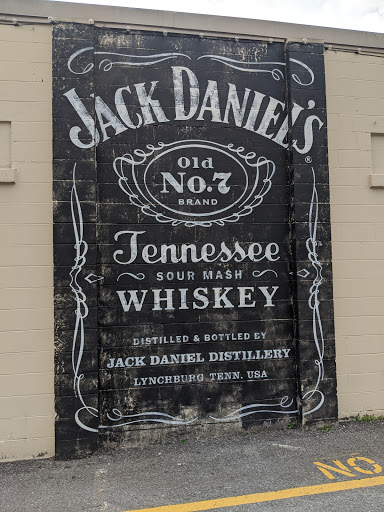 JACK DANIEL'S
®
Old
No. 7
BRAND
Tennessee
SOUR MASH
WHISKEY
DISTILLED & BOTTLED BY
JACK DANIEL DISTILLERY
LYNCHBURG TENN. USA
NO